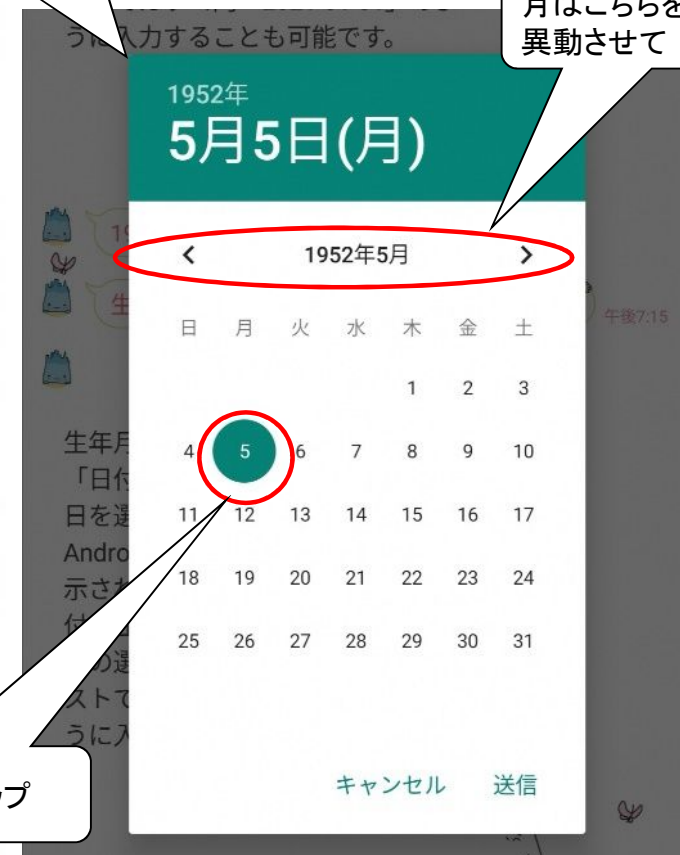 うに入力することも可能です。
月はこちらを
異動させて
1952年
5月5日(月)
1952年5月
日 月 火 水 木 金 土
1 2 3
4 5 6 7 8 9 10
11 12 13 14 15 16 17
18 19 20 21 22 23 24
25 26 27 28 29 30 31
午後7:15
生年月
「日付
日を選
Andro
示され
付
の選
ストで
うに入
プ
キャンセル 送信